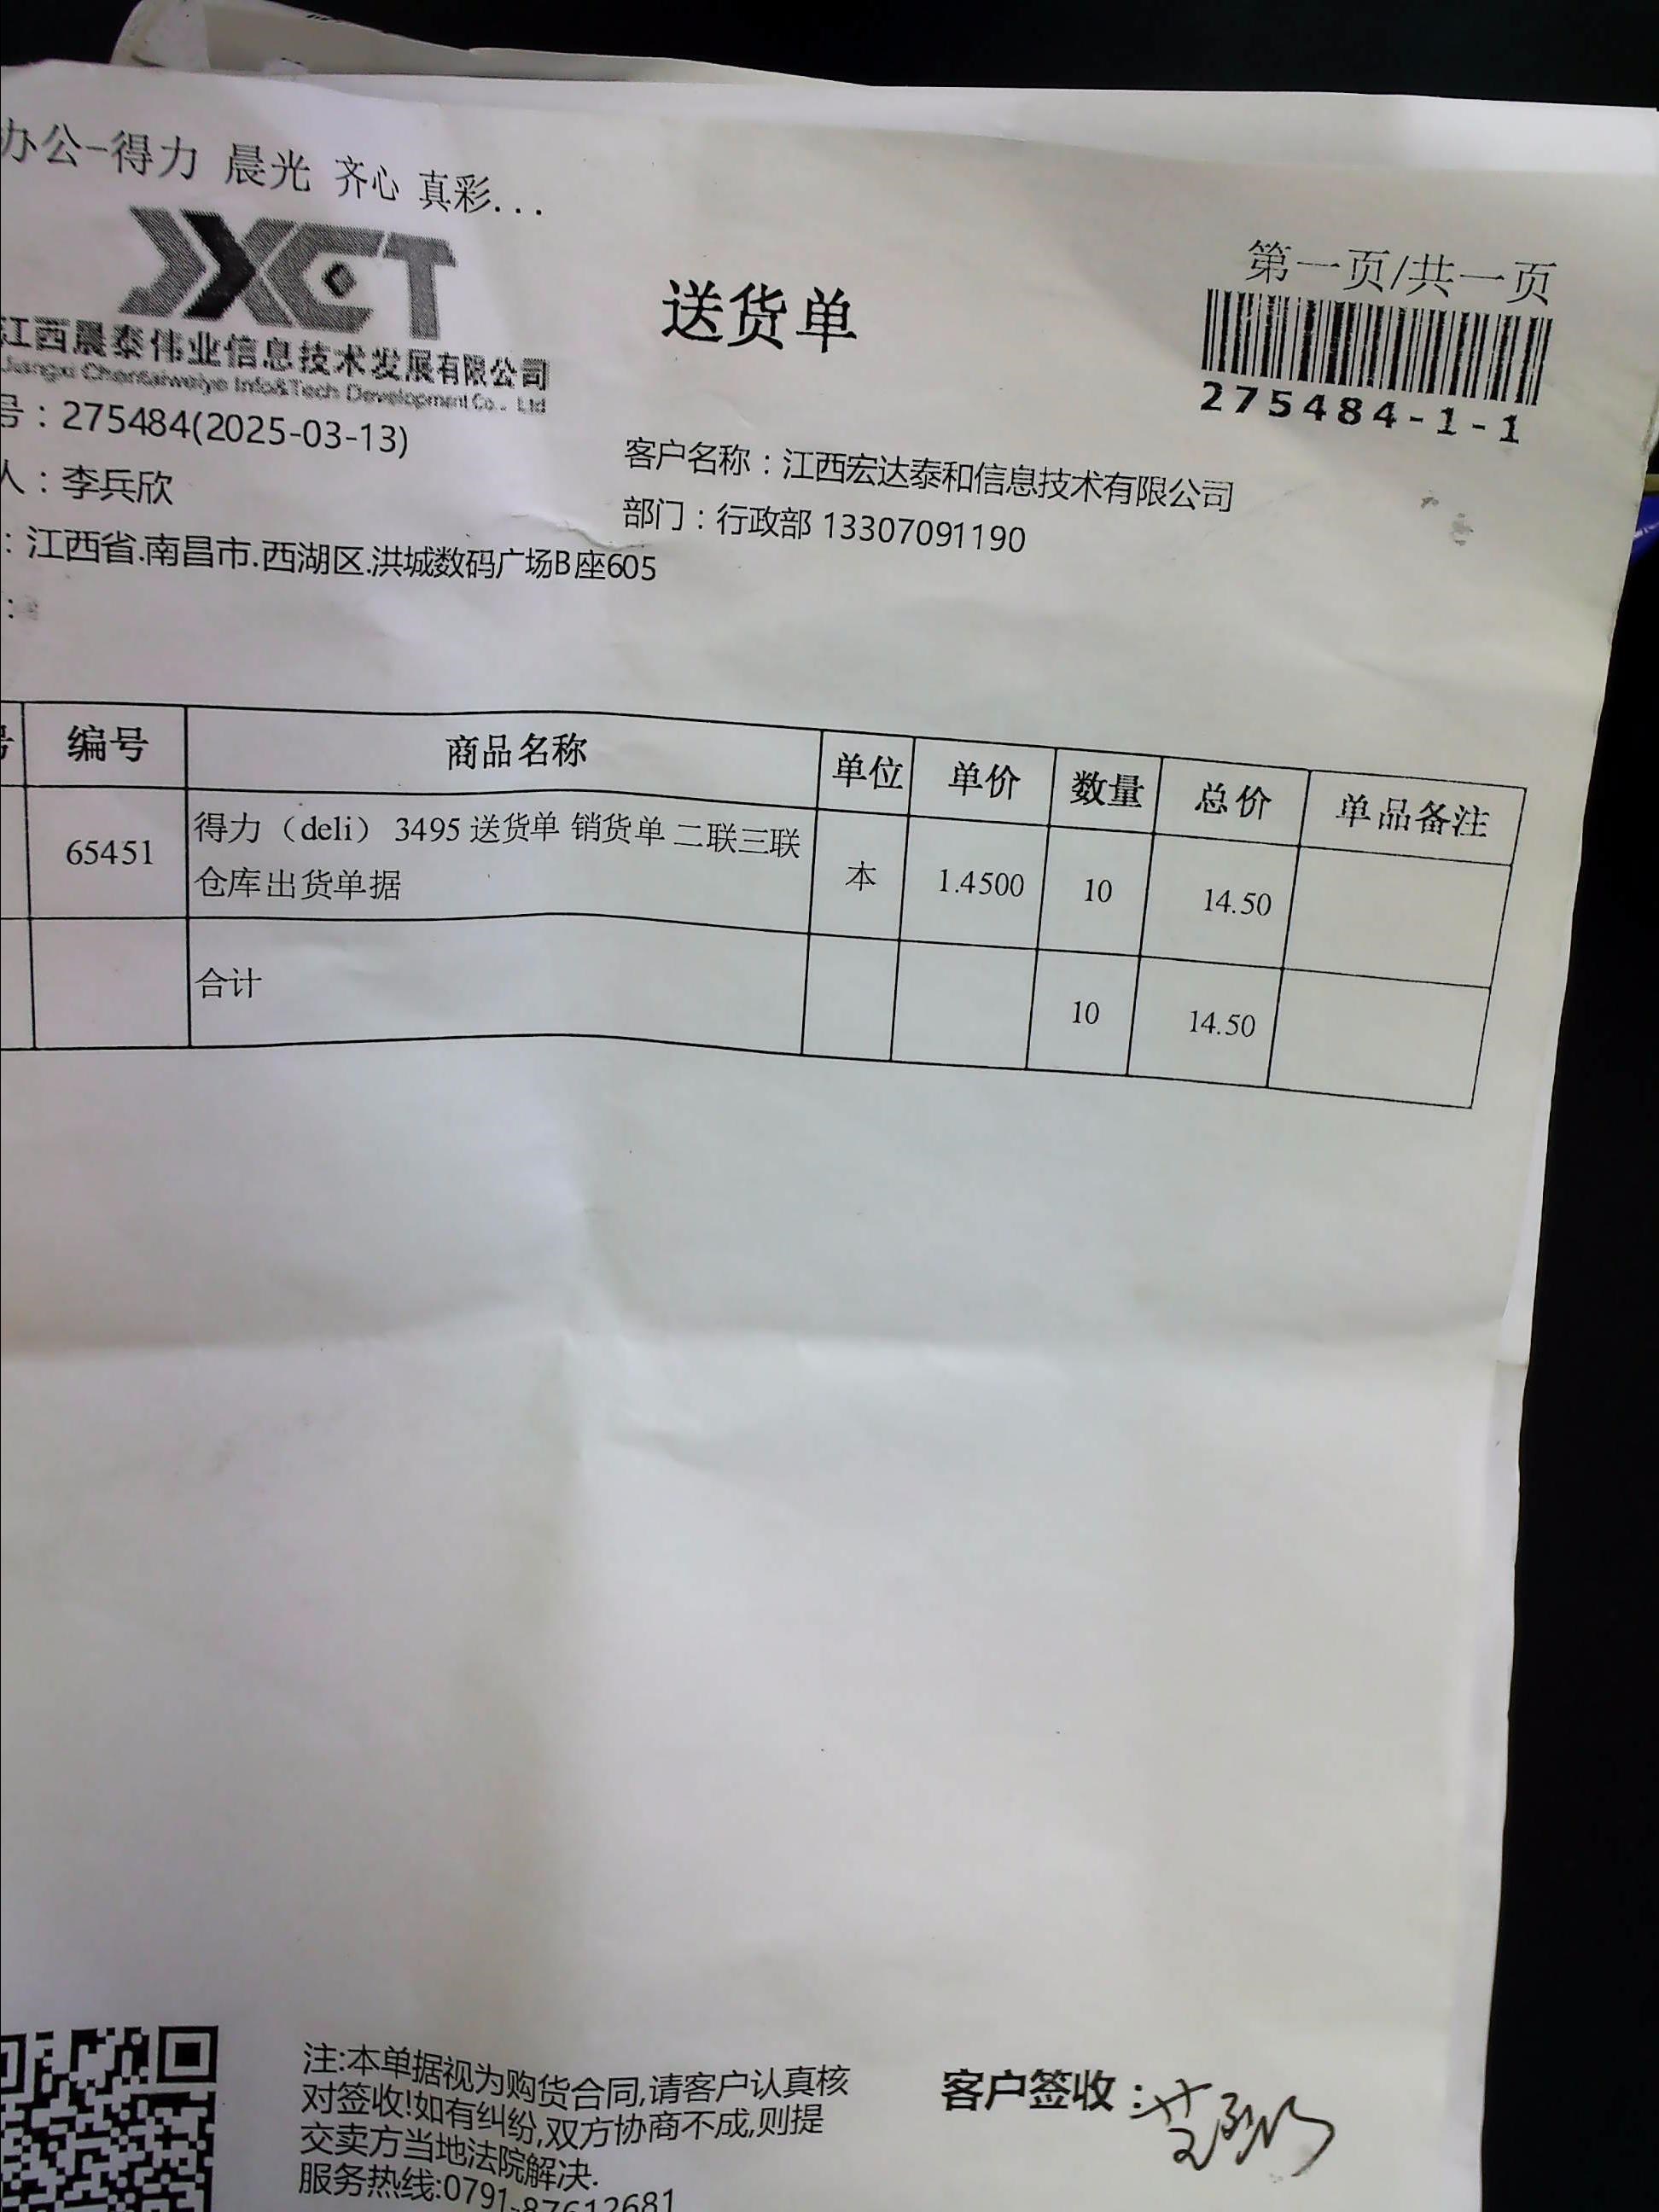 办公-得力 晨光 齐心 真彩...
JXCT
江西晨泰伟业信息技术发展有限公司
Jiangxi Chentaiweiye Info&Tech Development Co., Ltd
送货单
第一页/共一页
275484-1-1
号：275484(2025-03-13)
客户名称：江西宏达泰和信息技术有限公司
人：李兵欣
部门：行政部 13307091190
：江西省.南昌市.西湖区.洪城数码广场B座605
：
号 编号 商品名称 单位 单价 数量 总价 单品备注
65451 得力（deli） 3495 送货单 销货单 二联三联 本 1.4500 10 14.50
仓库出货单据
合计 10 14.50
注:本单据视为购货合同,请客户认真核
对签收!如有纠纷,双方协商不成,则提
交卖方当地法院解决.
服务热线:0791-87612681
客户签收：